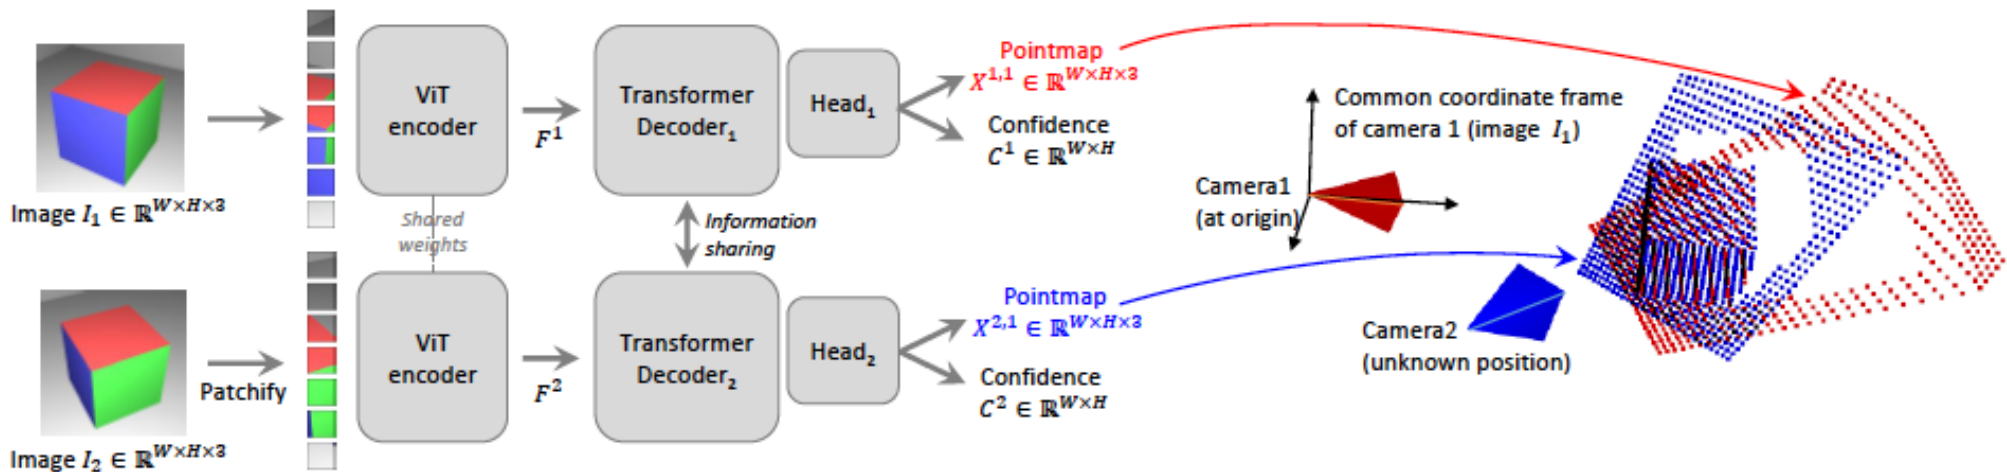 Image I₁ ∈ ℝ^{W×H×3}
ViT
encoder
F¹
Transformer
Decoder₁
Head₁
Pointmap
X^{1,1} ∈ ℝ^{W×H×3}
Confidence
C¹ ∈ ℝ^{W×H}
Shared
weights
Information
sharing
Image I₂ ∈ ℝ^{W×H×3}
Patchify
ViT
encoder
F²
Transformer
Decoder₂
Head₂
Pointmap
X^{2,1} ∈ ℝ^{W×H×3}
Confidence
C² ∈ ℝ^{W×H}
Common coordinate frame
of camera 1 (image I₁)
Camera1
(at origin)
Camera2
(unknown position)